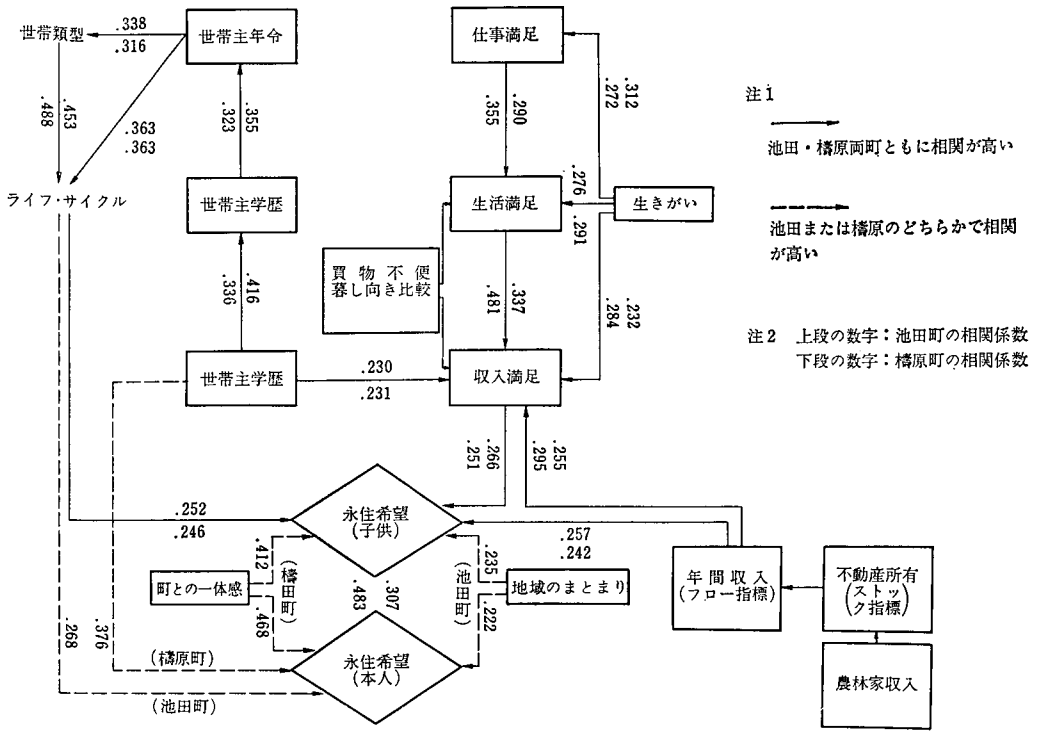 世帯類型
.338
.316
世帯主年令
仕事満足
.453
.488
.363
.363
.355
.323
.290
.355
.312
.272
注1
池田・檮原両町ともに相関が高い
ライフ・サイクル
世帯主学歴
生活満足
.276
.291
生きがい
池田または檮原のどちらかで相関
が高い
買物不便
暮し向き比較
.416
.336
.337
.481
.232
.284
注2 上段の数字：池田町の相関係数
下段の数字：檮原町の相関係数
世帯主学歴
.230
.231
収入満足
.266
.251
.255
.295
.252
.246
永住希望
(子供)
.257
.242
.412
(檮田町)
.468
町との一体感
.307
.483
.235
(池田町)
.222
地域のまとまり
年間収入
(フロー指標)
不動産所有
(ストッ
ク指標)
.268
.376
(檮原町)
(池田町)
永住希望
(本人)
農林家収入